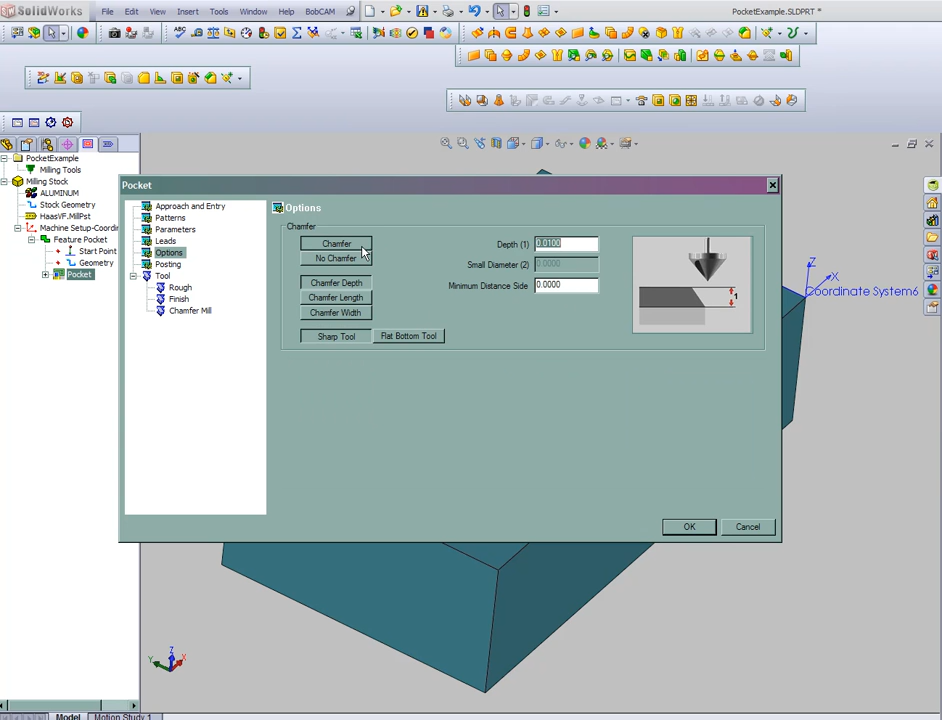 SolidWorks
File
Edit
View
Insert
Tools
Window
Help
BobCAM
PocketExample.SLDPRT *
PocketExample
Milling Tools
Milling Stock
ALUMINUM
Stock Geometry
HaasVF.MillPst
Machine Setup-Coordin
Feature Pocket
Start Point
Geometry
Pocket
Pocket
Approach and Entry
Patterns
Parameters
Leads
Options
Posting
Tool
Rough
Finish
Chamfer Mill
Options
Chamfer
Chamfer
No Chamfer
Chamfer Depth
Chamfer Length
Chamfer Width
Sharp Tool
Flat Bottom Tool
Depth (1)
0.0100
Small Diameter (2)
0.0000
Minimum Distance Side
0.0000
1
OK
Cancel
Z
X
Coordinate System6
Z
Y
X
Model
Motion Study 1